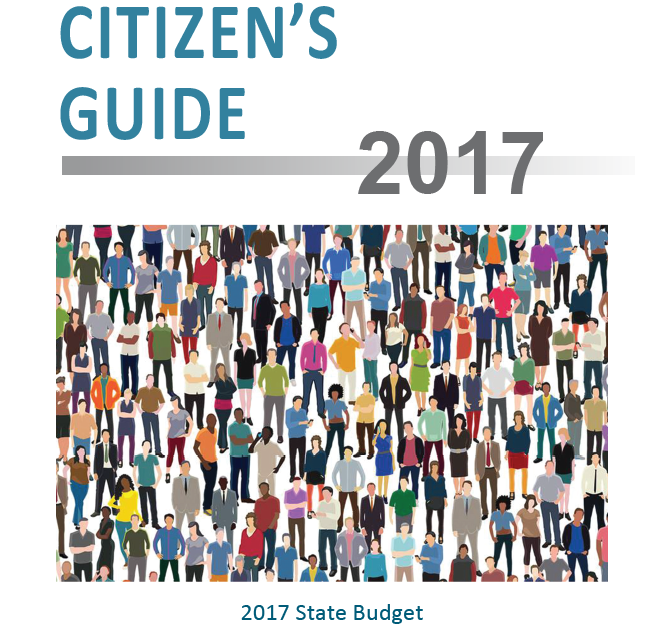 CITIZEN’S
GUIDE
2017
2017 State Budget